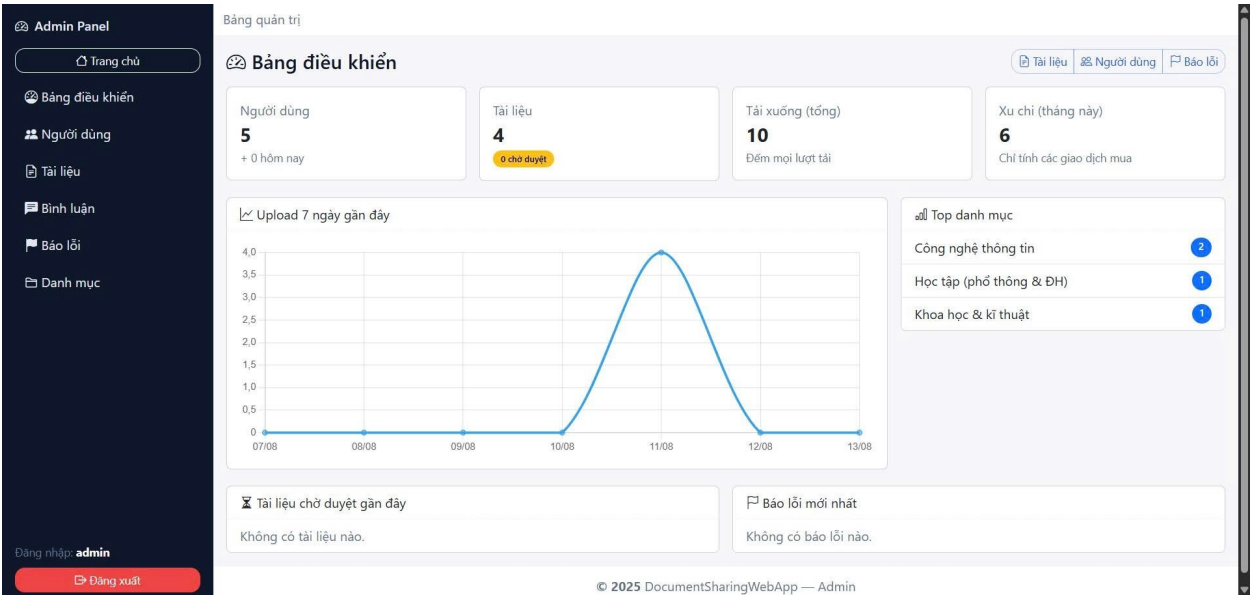 Admin Panel
Trang chủ
Bảng điều khiển
Người dùng
Tài liệu
Bình luận
Báo lỗi
Danh mục
Đăng nhập: admin
Đăng xuất
Bảng quản trị
Bảng điều khiển
Tài liệu Người dùng Báo lỗi
Người dùng
5
+ 0 hôm nay
Tài liệu
4
0 chờ duyệt
Tải xuống (tổng)
10
Đếm mọi lượt tải
Xu chi (tháng này)
6
Chỉ tính các giao dịch mua
Upload 7 ngày gần đây
4,0
3,5
3,0
2,5
2,0
1,5
1,0
0,5
0
07/08 08/08 09/08 10/08 11/08 12/08 13/08
Top danh mục
Công nghệ thông tin 2
Học tập (phổ thông & ĐH) 1
Khoa học & kĩ thuật 1
Tài liệu chờ duyệt gần đây
Không có tài liệu nào.
Báo lỗi mới nhất
Không có báo lỗi nào.
© 2025 DocumentSharingWebApp — Admin